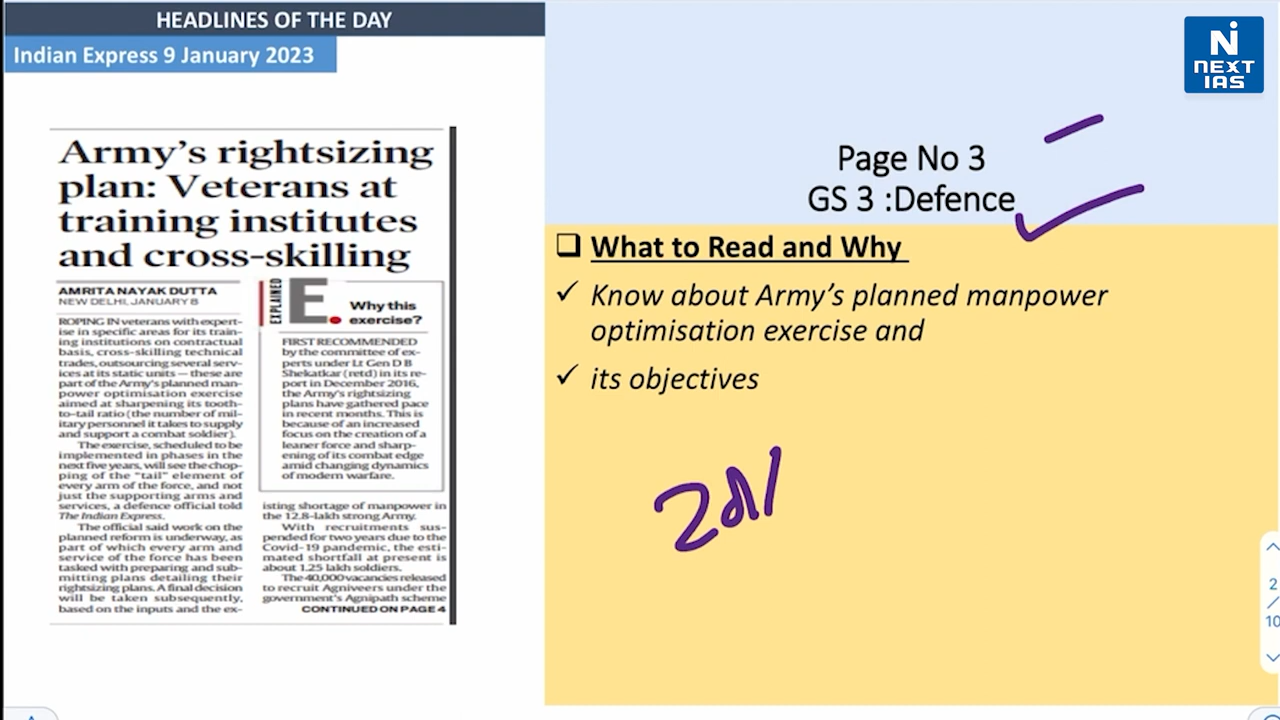 HEADLINES OF THE DAY
Indian Express 9 January 2023
NEXT
IAS
Page No 3
GS 3 :Defence
Army's rightsizing
plan: Veterans at
training institutes
and cross-skilling
AMRITA NAYAK DUTTA
NEW DELHI, JANUARY 8
ROPING IN veterans with expert-
ise in specific areas for its train-
ing institutions on contractual
basis, cross-skilling technical
trades, outsourcing several serv-
ices at its static units — these are
part of the Army's planned man-
power optimisation exercise
aimed at sharpening its tooth-
to-tail ratio (the number of mil-
itary personnel it takes to supply
and support a combat soldier).
The exercise, scheduled to be
implemented in phases in the
next five years, will see the chop-
ping of the "tail" element of
every arm of the force, and not
just the supporting arms and
services, a defence official told
The Indian Express.
The official said work on the
planned reform is underway, as
part of which every arm and
service of the force has been
tasked with preparing and sub-
mitting plans detailing their
rightsizing plans. A final decision
will be taken subsequently,
based on the inputs and the ex-
EXPLAINED
E.
Why this
exercise?
FIRST RECOMMENDED
by the committee of ex-
perts under Lt Gen D B
Shekatkar (retd) in its re-
port in December 2016,
the Army's rightsizing
plans have gathered pace
in recent months. This is
because of an increased
focus on the creation of a
leaner force and sharp-
ening of its combat edge
amid changing dynamics
of modern warfare.
isting shortage of manpower in
the 12.8-lakh strong Army.
With recruitments sus-
pended for two years due to the
Covid-19 pandemic, the esti-
mated shortfall at present is
about 1.25 lakh soldiers.
The 40,000 vacancies released
to recruit Agniveers under the
government's Agnipath scheme
CONTINUED ON PAGE 4
What to Read and Why
Know about Army's planned manpower
optimisation exercise and
its objectives
2
/
10